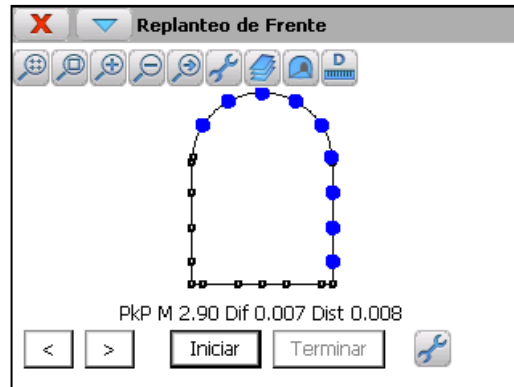 X Replanteo de Frente
D
PkP M 2.90 Dif 0.007 Dist 0.008
< > Iniciar Terminar